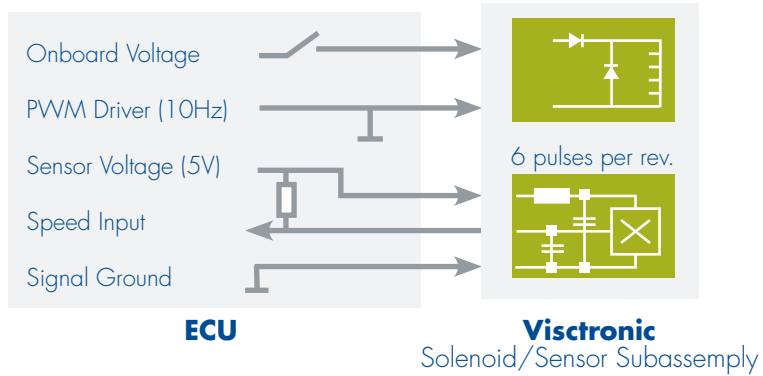 Onboard Voltage
PWM Driver (10Hz)
Sensor Voltage (5V)
6 pulses per rev.
Speed Input
Signal Ground
ECU
Visctronic
Solenoid/Sensor Subassemply